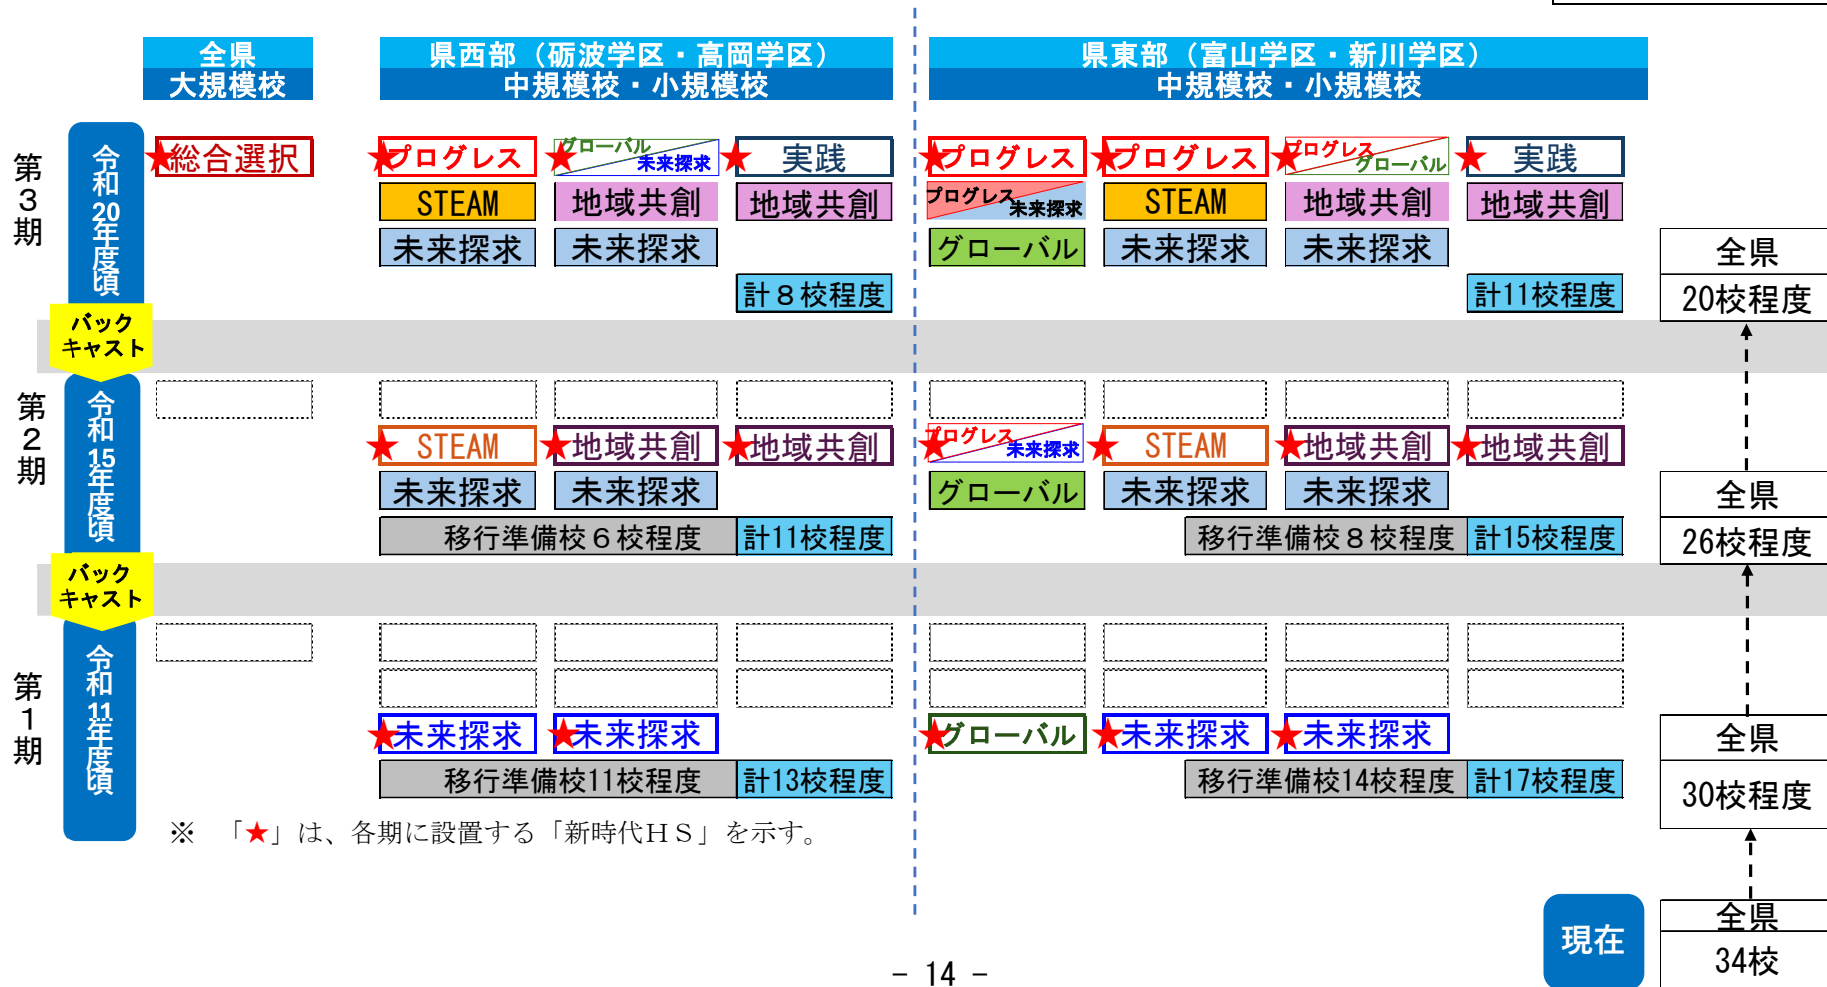 全県
大規模校
県西部（砺波学区・高岡学区）
中規模校・小規模校
県東部（富山学区・新川学区）
中規模校・小規模校
第３期
令和20年度頃
★総合選択
★プログレス
★グローバル
未来探求
★実践
★プログレス
★プログレス
★プログレス
グローバル
★実践
STEAM
地域共創
地域共創
プログレス
未来探求
STEAM
地域共創
地域共創
未来探求
未来探求
グローバル
未来探求
未来探求
計８校程度
計11校程度
全県
20校程度
バック
キャスト
第２期
令和15年度頃
★STEAM
★地域共創
★地域共創
★プログレス
未来探求
★STEAM
★地域共創
★地域共創
未来探求
未来探求
グローバル
未来探求
未来探求
移行準備校６校程度
計11校程度
移行準備校８校程度
計15校程度
全県
26校程度
バック
キャスト
第１期
令和11年度頃
★未来探求
★未来探求
★グローバル
★未来探求
★未来探求
移行準備校11校程度
計13校程度
移行準備校14校程度
計17校程度
全県
30校程度
※　「★」は、各期に設置する「新時代ＨＳ」を示す。
現在
全県
34校
－ 14 －